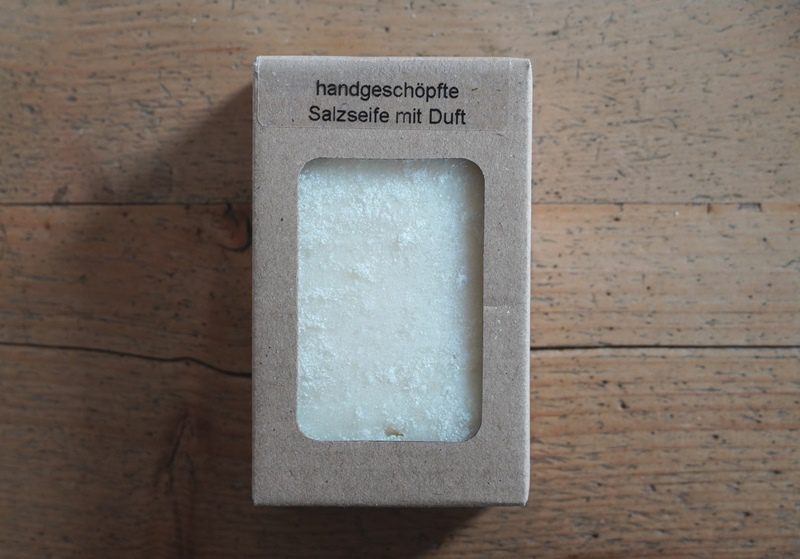 handgeschöpfte
Salzseife mit Duft